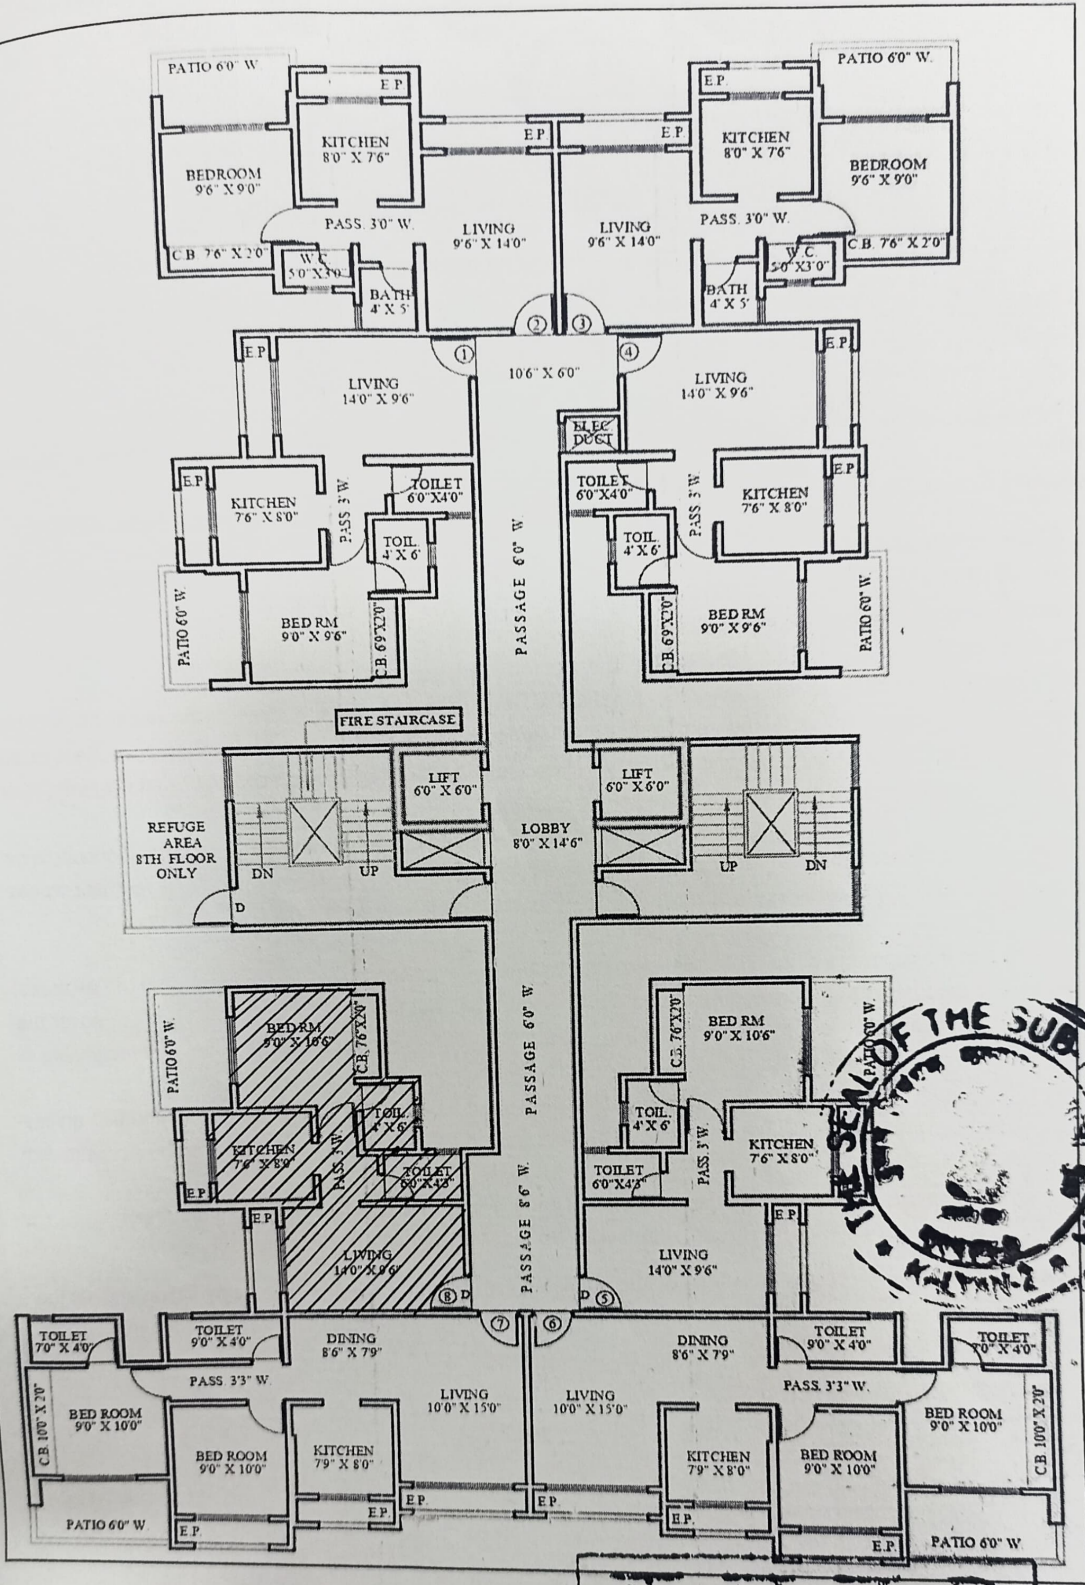 PATIO 6'0" W.
E.P.
KITCHEN
8'0" X 7'6"
BEDROOM
9'6" X 9'0"
PASS. 3'0" W.
C.B. 7'6" X 2'0"
W.C.
5'0"X3'0"
BATH
4' X 5'
E.P.
LIVING
9'6" X 14'0"
2
PATIO 6'0" W.
E.P.
KITCHEN
8'0" X 7'6"
BEDROOM
9'6" X 9'0"
PASS. 3'0" W.
C.B. 7'6" X 2'0"
W.C.
5'0"X3'0"
BATH
4' X 5'
E.P.
LIVING
9'6" X 14'0"
3
E.P.
LIVING
14'0" X 9'6"
1
10'6" X 6'0"
4
LIVING
14'0" X 9'6"
E.P.
ELEC
DUCT
E.P.
KITCHEN
7'6" X 8'0"
PASS 3' W.
TOILET
6'0"X4'0"
TOIL.
4' X 6'
BED RM
9'0" X 9'6"
C.B. 6'9"X2'0"
PATIO 6'0" W.
PASSAGE 6'0" W.
TOILET
6'0"X4'0"
TOIL.
4' X 6'
PASS 3' W.
KITCHEN
7'6" X 8'0"
E.P.
BED RM
9'0" X 9'6"
C.B. 6'9"X2'0"
PATIO 6'0" W.
FIRE STAIRCASE
LIFT
6'0" X 6'0"
LIFT
6'0" X 6'0"
REFUGE
AREA
8TH FLOOR
ONLY
DN
UP
D
LOBBY
8'0" X 14'6"
UP
DN
PATIO 6'0" W.
BED RM
9'0" X 10'6"
C.B. 7'6"X2'0"
TOIL.
4' X 6'
KITCHEN
7'6" X 8'0"
PASS 3' W.
TOILET
6'0"X4'3"
E.P.
E.P.
LIVING
14'0" X 9'6"
8
D
PASSAGE 6'0" W
PASSAGE 8'6" W.
C.B. 7'6"X2'0"
BED RM
9'0" X 10'6"
PATIO 6'0" W.
TOIL.
4' X 6'
PASS 3' W.
KITCHEN
7'6" X 8'0"
TOILET
6'0"X4'3"
LIVING
14'0" X 9'6"
E.P.
D
5
THE SEAL OF THE SUB
TOILET
7'0" X 4'0"
TOILET
9'0" X 4'0"
DINING
8'6" X 7'9"
7
PASS. 3'3" W.
LIVING
10'0" X 15'0"
C.B. 10'0" X 2'0"
BED ROOM
9'0" X 10'0"
BED ROOM
9'0" X 10'0"
KITCHEN
7'9" X 8'0"
E.P.
E.P.
E.P.
PATIO 6'0" W.
6
DINING
8'6" X 7'9"
TOILET
9'0" X 4'0"
TOILET
7'0" X 4'0"
PASS. 3'3" W.
LIVING
10'0" X 15'0"
KITCHEN
7'9" X 8'0"
BED ROOM
9'0" X 10'0"
BED ROOM
9'0" X 10'0"
C.B. 10'0" X 2'0"
E.P.
E.P.
E.P.
PATIO 6'0" W.